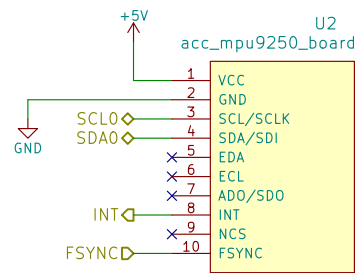 +5V
U2
acc_mpu9250_board
1 VCC
2 GND
GND
SCL0 3 SCL/SCLK
SDA0 4 SDA/SDI
5 EDA
6 ECL
7 ADO/SDO
INT 8 INT
9 NCS
FSYNC 10 FSYNC